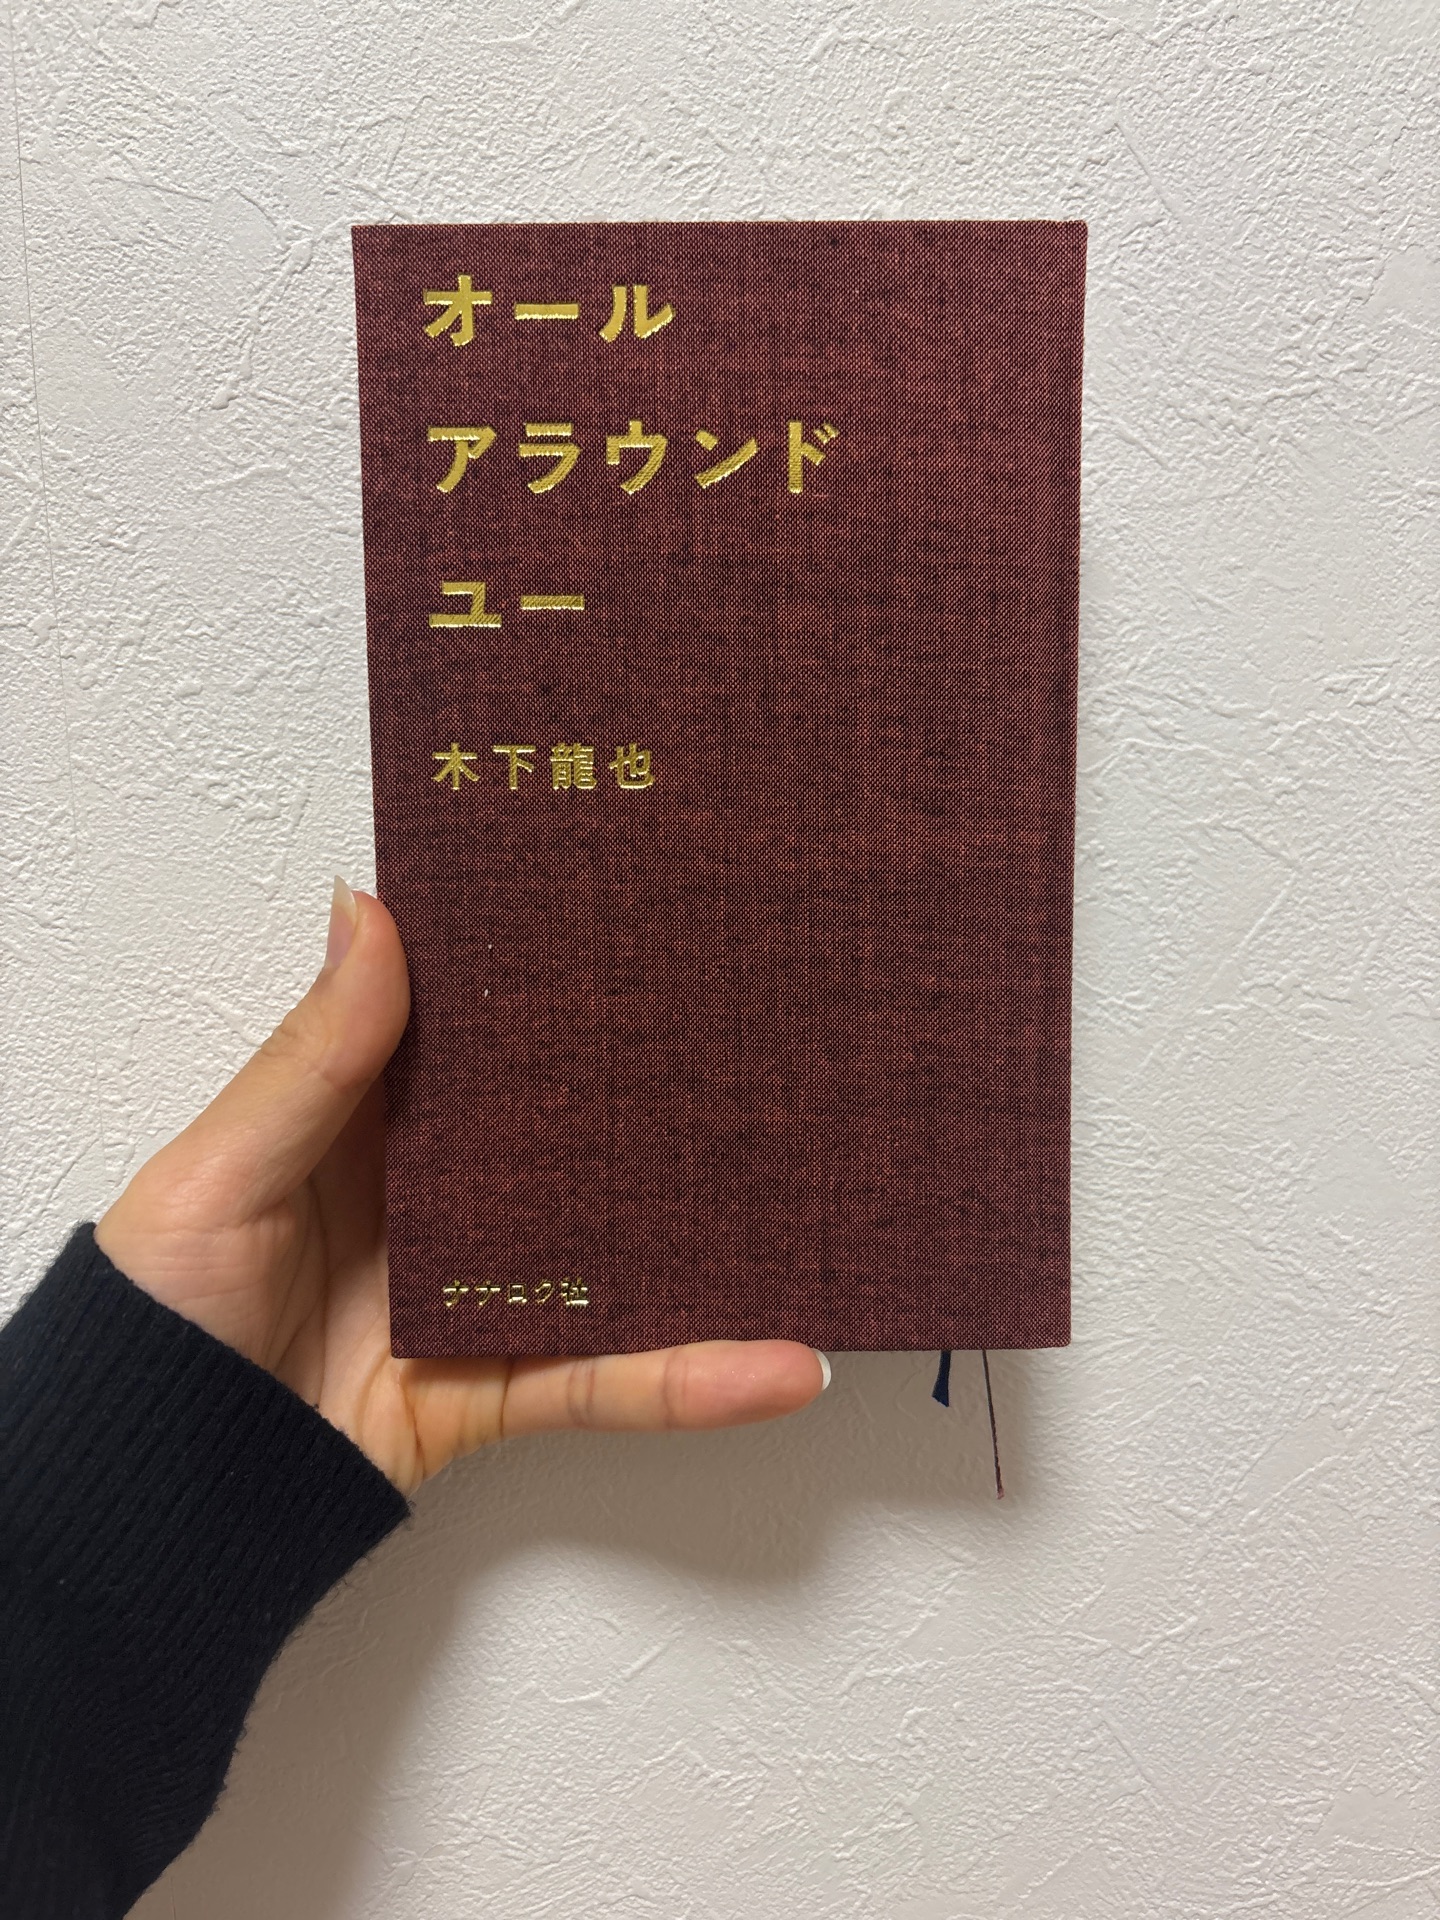 オール
アラウンド
ユー
木下龍也
ナナロク社